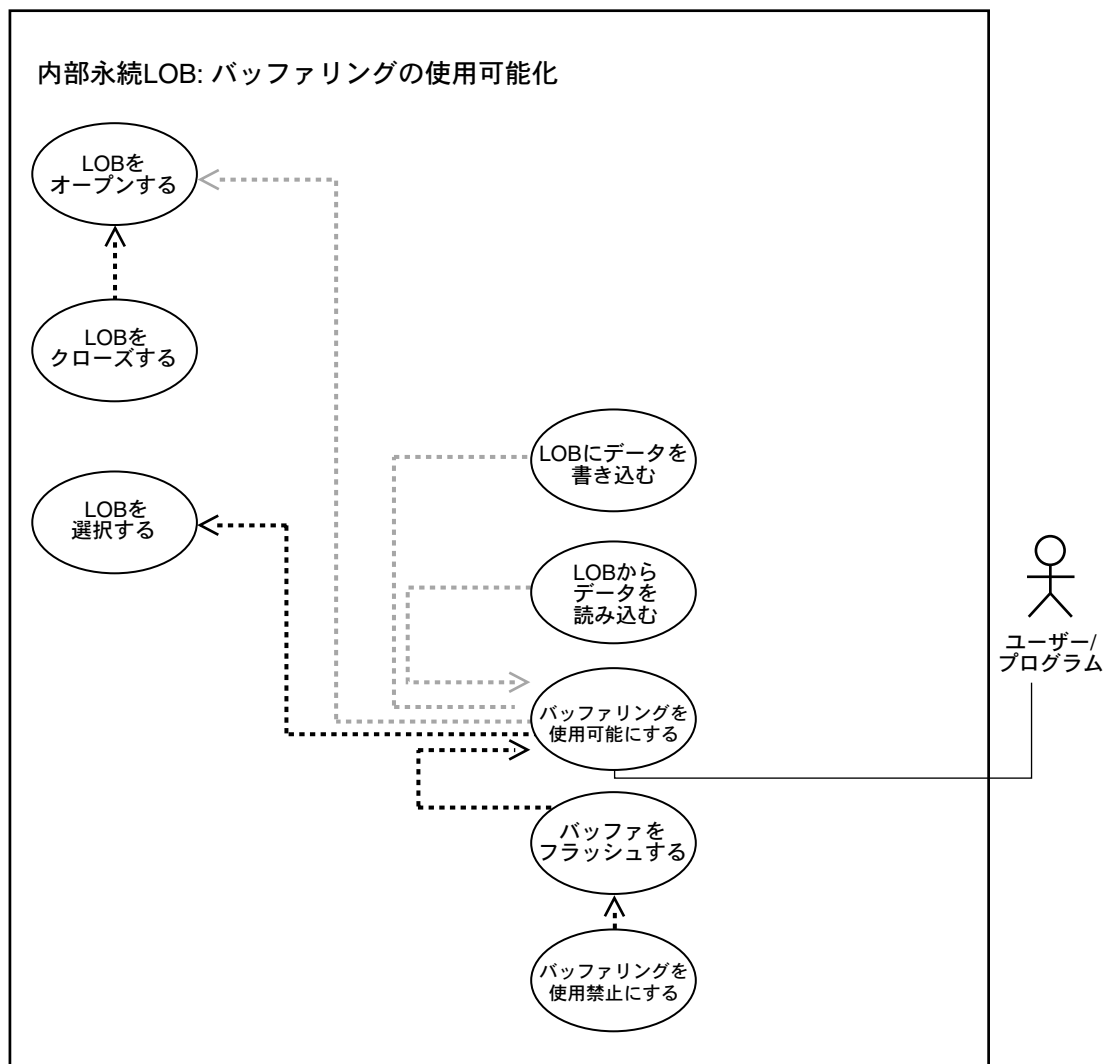 内部永続LOB: バッファリングの使用可能化
LOBを
オープンする
LOBを
クローズする
LOBにデータを
書き込む
LOBを
選択する
LOBから
データを
読み込む
ユーザー/
プログラム
バッファリングを
使用可能にする
バッファを
フラッシュする
バッファリングを
使用禁止にする